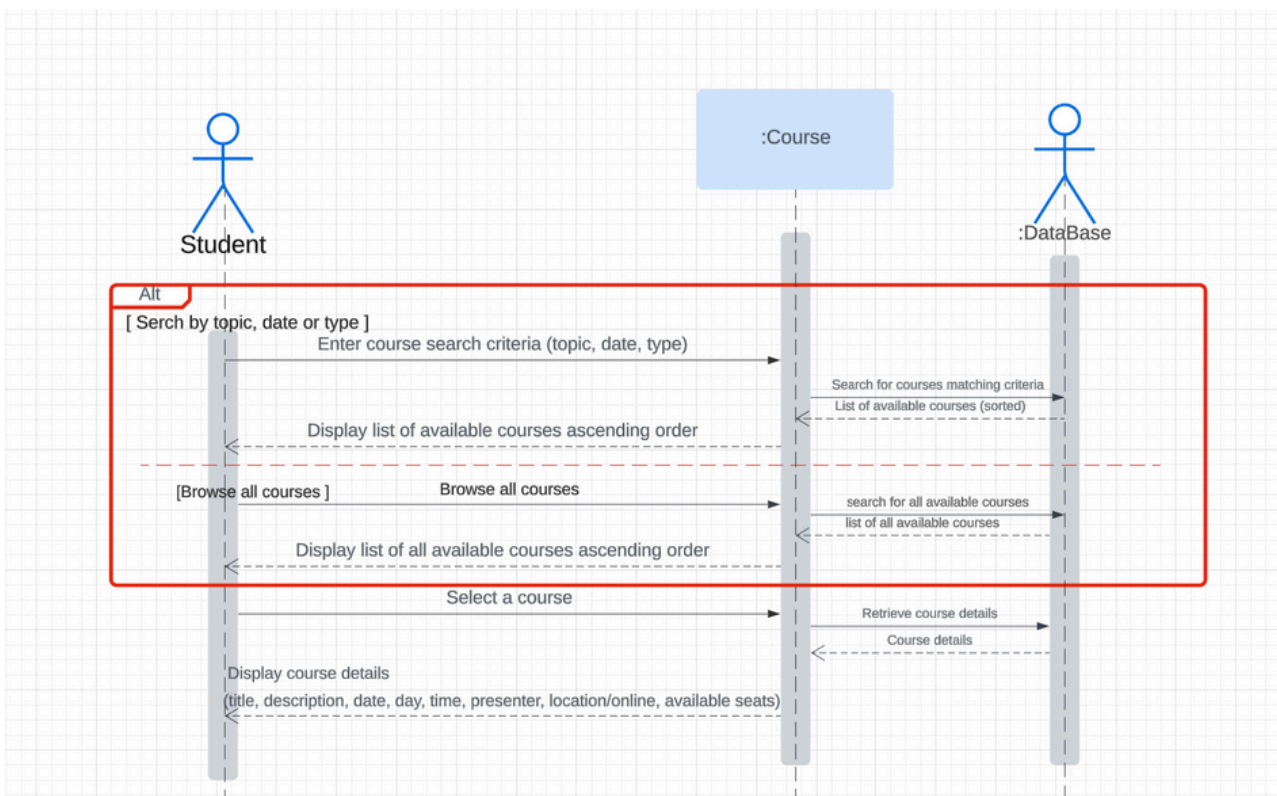 :Course
Student
:DataBase
Alt
[ Serch by topic, date or type ]
Enter course search criteria (topic, date, type)
Search for courses matching criteria
List of available courses (sorted)
Display list of available courses ascending order
[Browse all courses ]
Browse all courses
search for all available courses
list of all available courses
Display list of all available courses ascending order
Select a course
Retrieve course details
Course details
Display course details
(title, description, date, day, time, presenter, location/online, available seats)